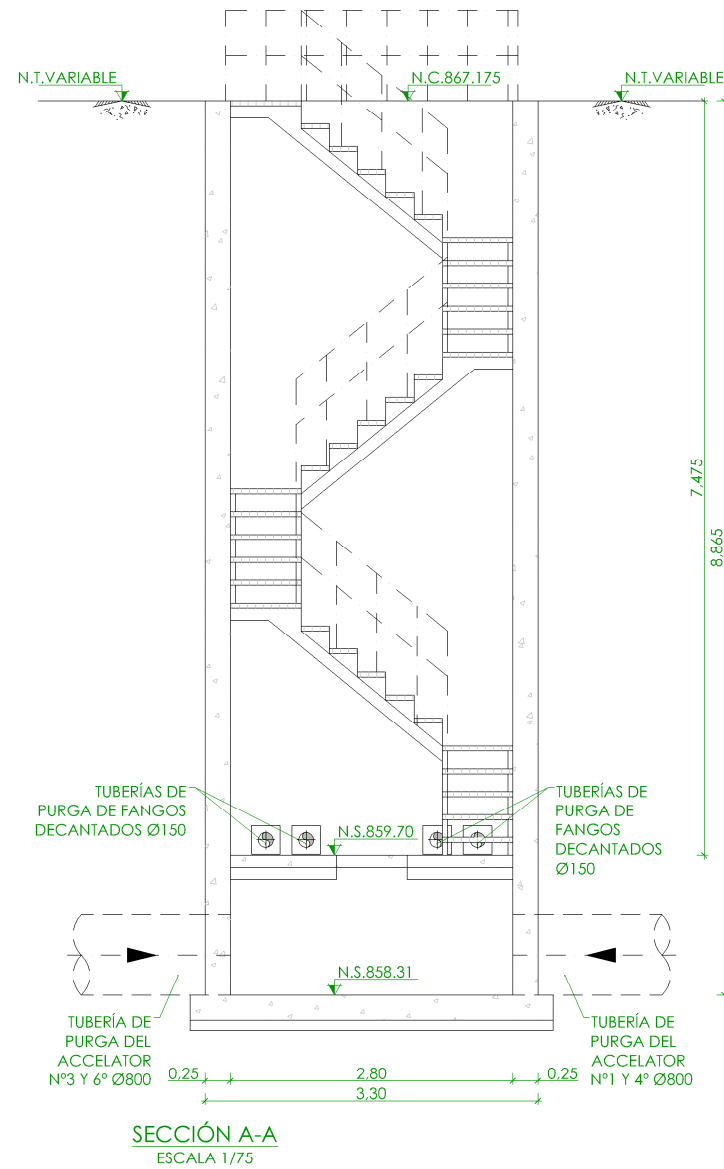 N.T.VARIABLE
N.C.867.175
N.T.VARIABLE
7,475
8,865
TUBERÍAS DE
PURGA DE FANGOS
DECANTADOS Ø150
N.S.859.70
TUBERÍAS DE
PURGA DE
FANGOS
DECANTADOS
Ø150
N.S.858.31
TUBERÍA DE
PURGA DEL
ACCELATOR
Nº3 Y 6º Ø800
TUBERÍA DE
PURGA DEL
ACCELATOR
Nº1 Y 4º Ø800
0,25
2,80
0,25
3,30
SECCIÓN A-A
ESCALA 1/75